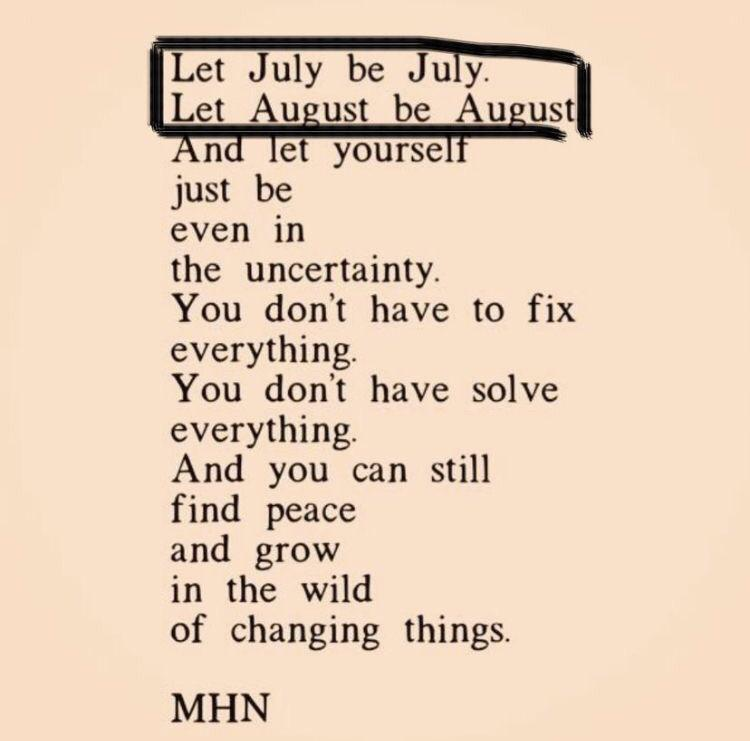 Let July be July.
Let August be August
And let yourself
just be
even in
the uncertainty.
You don't have to fix
everything.
You don't have solve
everything.
And you can still
find peace
and grow
in the wild
of changing things.
MHN